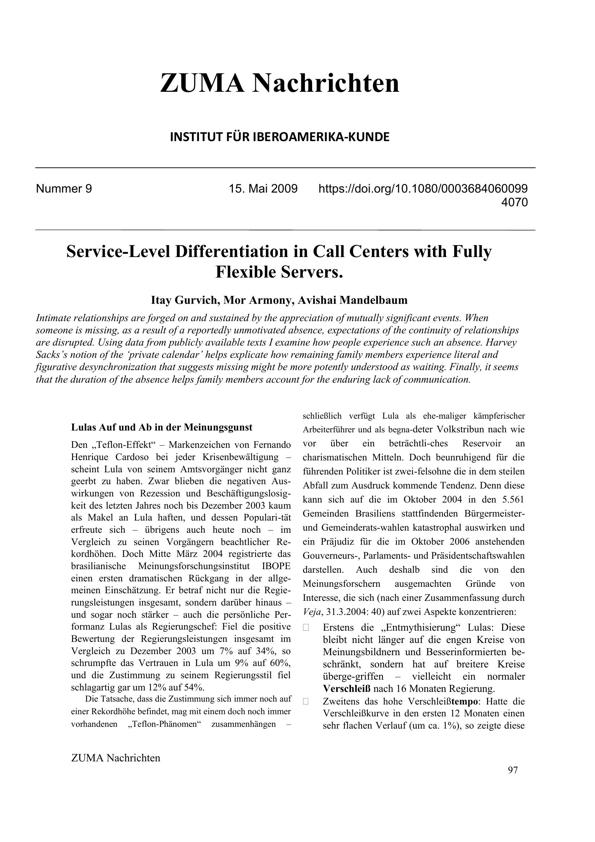 ZUMA Nachrichten
INSTITUT FÜR IBEROAMERIKA-KUNDE
Nummer 9 15. Mai 2009 https://doi.org/10.1080/0003684060099
4070
Service-Level Differentiation in Call Centers with Fully
Flexible Servers.
Itay Gurvich, Mor Armony, Avishai Mandelbaum
Intimate relationships are forged on and sustained by the appreciation of mutually significant events. When
someone is missing, as a result of a reportedly unmotivated absence, expectations of the continuity of relationships
are disrupted. Using data from publicly available texts I examine how people experience such an absence. Harvey
Sacks's notion of the 'private calendar' helps explicate how remaining family members experience literal and
figurative desynchronization that suggests missing might be more potently understood as waiting. Finally, it seems
that the duration of the absence helps family members account for the enduring lack of communication.
Lulas Auf und Ab in der Meinungsgunst
Den „Teflon-Effekt“ – Markenzeichen von Fernando
Henrique Cardoso bei jeder Krisenbewältigung –
scheint Lula von seinem Amtsvorgänger nicht ganz
geerbt zu haben. Zwar blieben die negativen Aus-
wirkungen von Rezession und Beschäftigungslosig-
keit des letzten Jahres noch bis Dezember 2003 kaum
als Makel an Lula haften, und dessen Populari-tät
erfreute sich – übrigens auch heute noch – im
Vergleich zu seinen Vorgängern beachtlicher Re-
kordhöhen. Doch Mitte März 2004 registrierte das
brasilianische Meinungsforschungsinstitut IBOPE
einen ersten dramatischen Rückgang in der allge-
meinen Einschätzung. Er betraf nicht nur die Regie-
rungsleistungen insgesamt, sondern darüber hinaus –
und sogar noch stärker – auch die persönliche Per-
formanz Lulas als Regierungschef: Fiel die positive
Bewertung der Regierungsleistungen insgesamt im
Vergleich zu Dezember 2003 um 7% auf 34%, so
schrumpfte das Vertrauen in Lula um 9% auf 60%,
und die Zustimmung zu seinem Regierungsstil fiel
schlagartig gar um 12% auf 54%.
Die Tatsache, dass die Zustimmung sich immer noch auf
einer Rekordhöhe befindet, mag mit einem doch noch immer
vorhandenen „Teflon-Phänomen“ zusammenhängen –
schließlich verfügt Lula als ehe-maliger kämpferischer
Arbeiterführer und als begna-deter Volkstribun nach wie
vor über ein beträchtli-ches Reservoir an
charismatischen Mitteln. Doch beunruhigend für die
führenden Politiker ist zwei-felsohne die in dem steilen
Abfall zum Ausdruck kommende Tendenz. Denn diese
kann sich auf die im Oktober 2004 in den 5.561
Gemeinden Brasiliens stattfindenden Bürgermeister-
und Gemeinderats-wahlen katastrophal auswirken und
ein Präjudiz für die im Oktober 2006 anstehenden
Gouverneurs-, Parlaments- und Präsidentschaftswahlen
darstellen. Auch deshalb sind die von den
Meinungsforschern ausgemachten Gründe von
Interesse, die sich (nach einer Zusammenfassung durch
Veja, 31.3.2004: 40) auf zwei Aspekte konzentrieren:
Erstens die „Entmythisierung“ Lulas: Diese
bleibt nicht länger auf die engen Kreise von
Meinungsbildnern und Besserinformierten be-
schränkt, sondern hat auf breitere Kreise
überge-griffen – vielleicht ein normaler
Verschleiß nach 16 Monaten Regierung.
Zweitens das hohe Verschleißtempo: Hatte die
Verschleißkurve in den ersten 12 Monaten einen
sehr flachen Verlauf (um ca. 1%), so zeigte diese
ZUMA Nachrichten
97